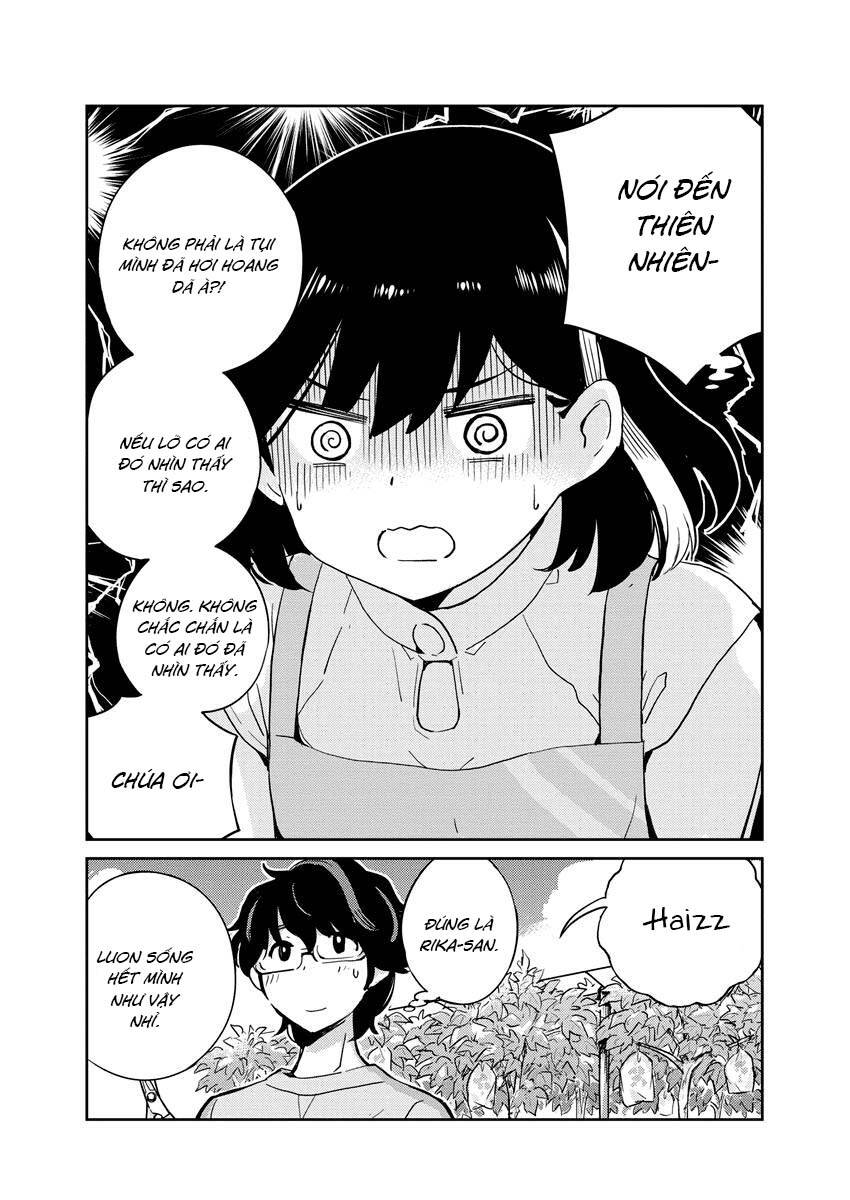 NÓI ĐẾN
THIÊN
NHIÊN-
KHÔNG PHẢI LÀ TỤI
MÌNH ĐÃ HƠI HOANG
DÃ À?!
NẾU LỠ CÓ AI
ĐÓ NHÌN THẤY
THÌ SAO.
KHÔNG. KHÔNG
CHẮC CHẮN LÀ
CÓ AI ĐÓ ĐÃ
NHÌN THẤY.
CHÚA ƠI-
Haizz
ĐÚNG LÀ
RIKA-SAN.
LUON SỐNG
HẾT MÌNH
NHƯ VẬY
NHỈ.